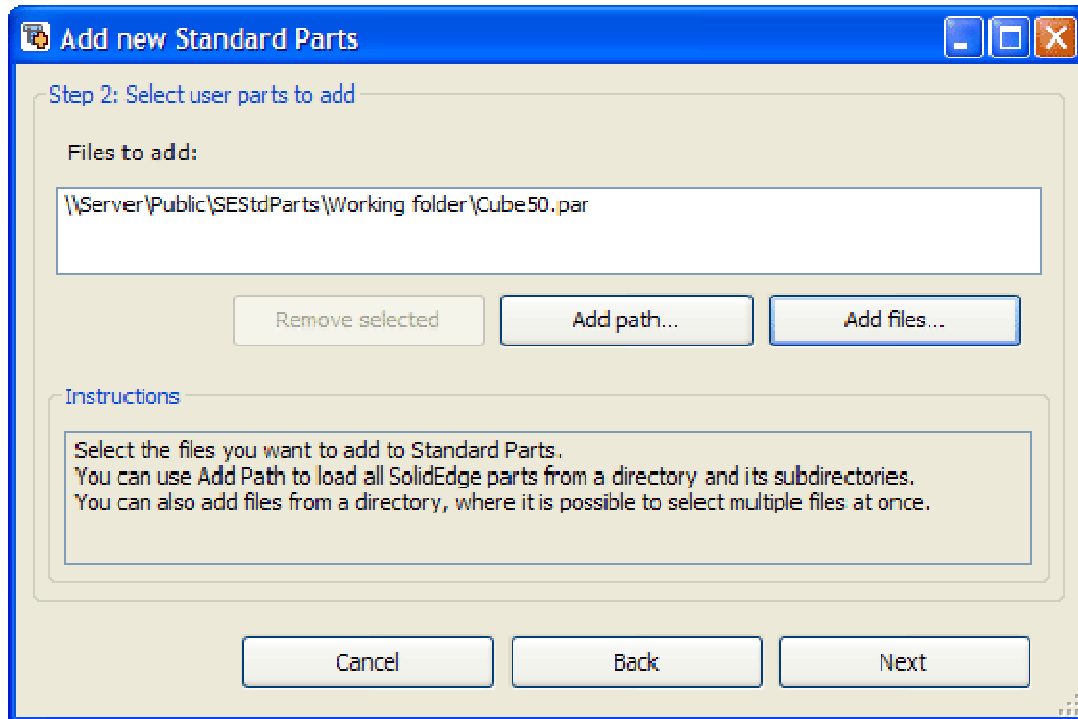 Add new Standard Parts
Step 2: Select user parts to add
Files to add:
\\Server\Public\SEStdParts\Working folder\Cube50.par
Remove selected
Add path...
Add files...
Instructions
Select the files you want to add to Standard Parts.
You can use Add Path to load all SolidEdge parts from a directory and its subdirectories.
You can also add files from a directory, where it is possible to select multiple files at once.
Cancel
Back
Next